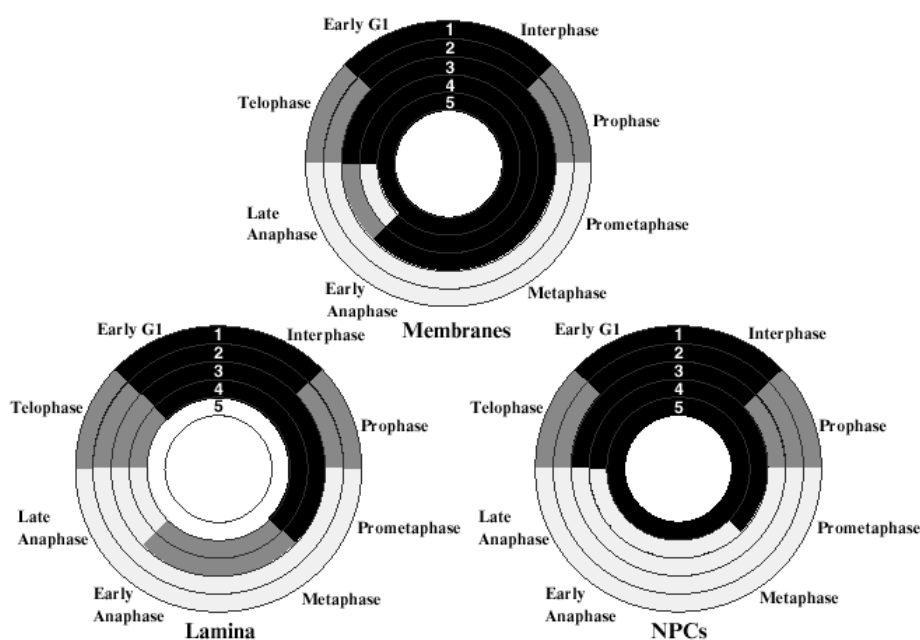 Early G1
Interphase
1
2
3
4
5
Telophase
Prophase
Late
Anaphase
Prometaphase
Early
Anaphase
Metaphase
Membranes
Early G1
Interphase
1
2
3
4
5
Telophase
Prophase
Late
Anaphase
Prometaphase
Early
Anaphase
Metaphase
Lamina
Early G1
Interphase
1
2
3
4
5
Telophase
Prophase
Late
Anaphase
Prometaphase
Early
Anaphase
Metaphase
NPCs